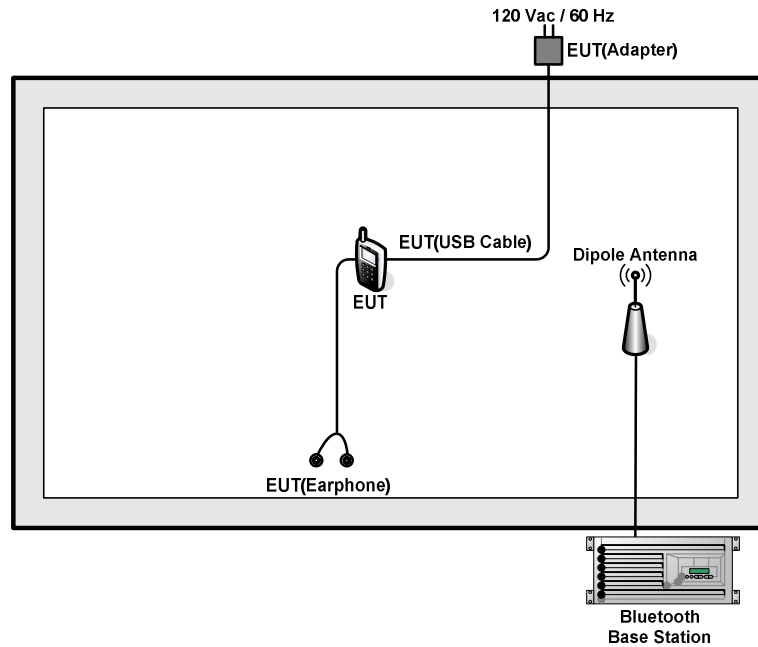 120 Vac / 60 Hz
EUT(Adapter)
EUT(USB Cable)
Dipole Antenna
EUT
EUT(Earphone)
Bluetooth
Base Station